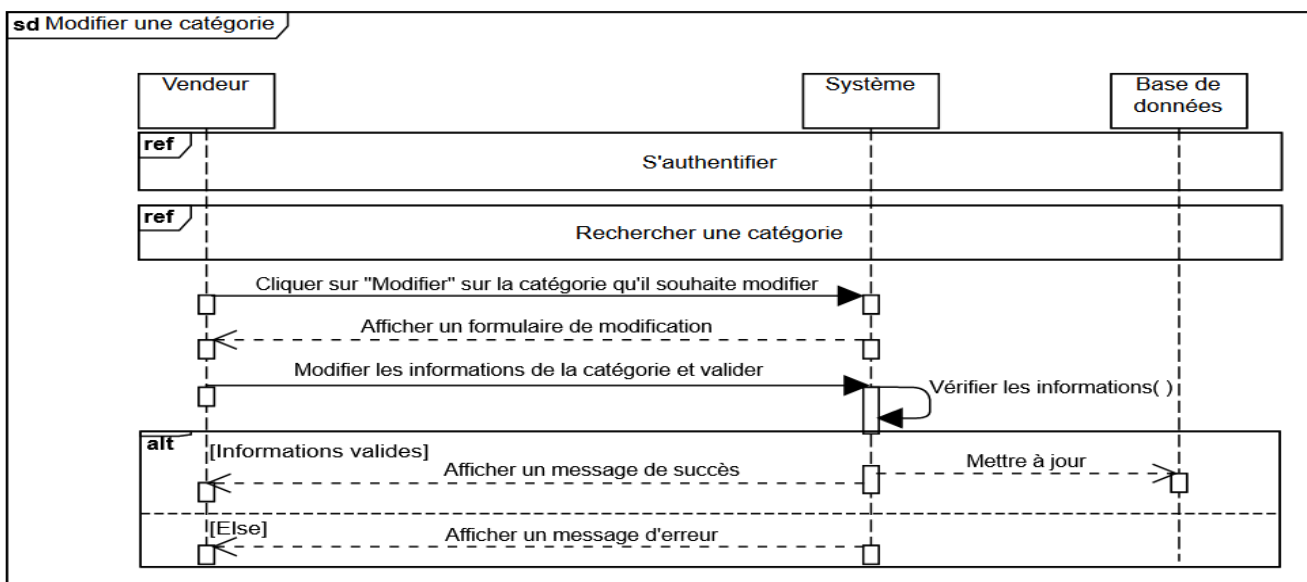 sd Modifier une catégorie
Vendeur
Système
Base de
données
ref
S'authentifier
ref
Rechercher une catégorie
Cliquer sur "Modifier" sur la catégorie qu'il souhaite modifier
Afficher un formulaire de modification
Modifier les informations de la catégorie et valider
Vérifier les informations( )
alt
[Informations valides]
Afficher un message de succès
Mettre à jour
[Else]
Afficher un message d'erreur